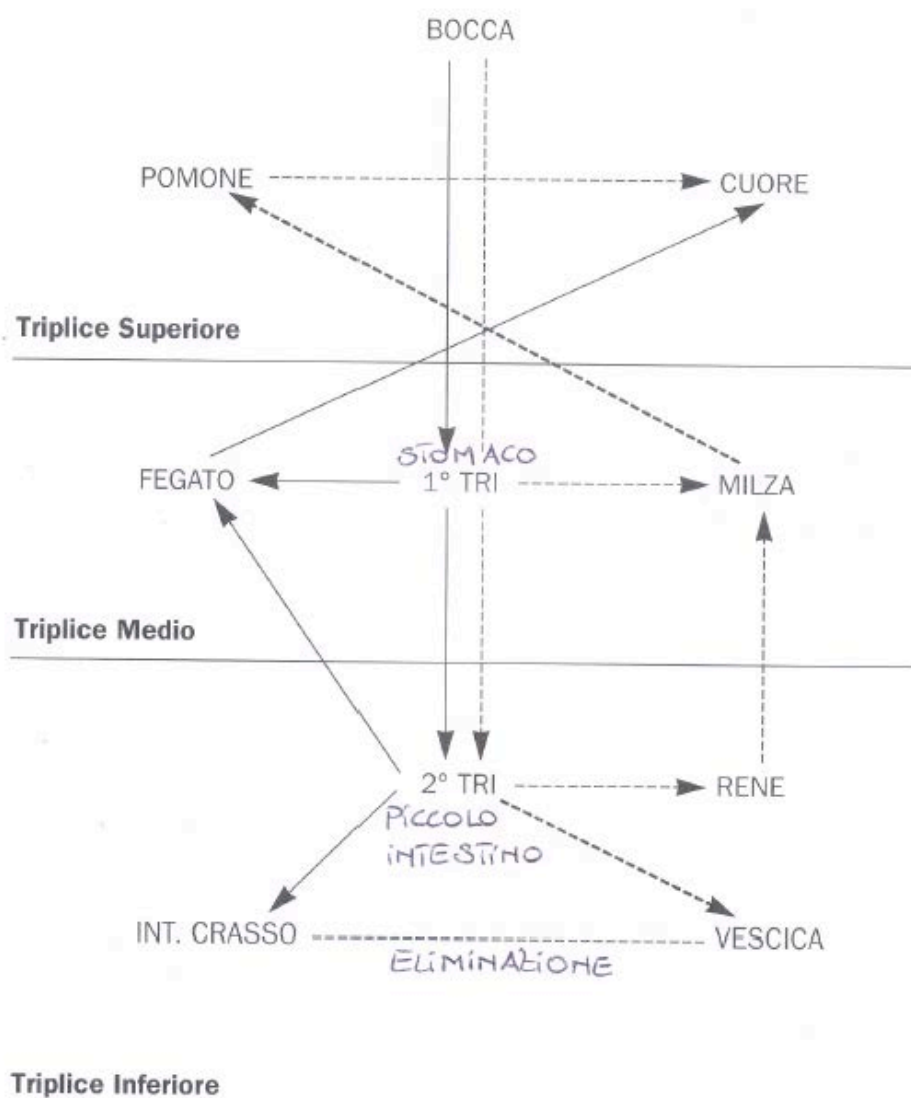 BOCCA
POMONE CUORE
Triplice Superiore
STOMACO
FEGATO 1° TRI MILZA
Triplice Medio
2° TRI RENE
PICCOLO
INTESTINO
INT. CRASSO VESCICA
ELIMINAZIONE
Triplice Inferiore